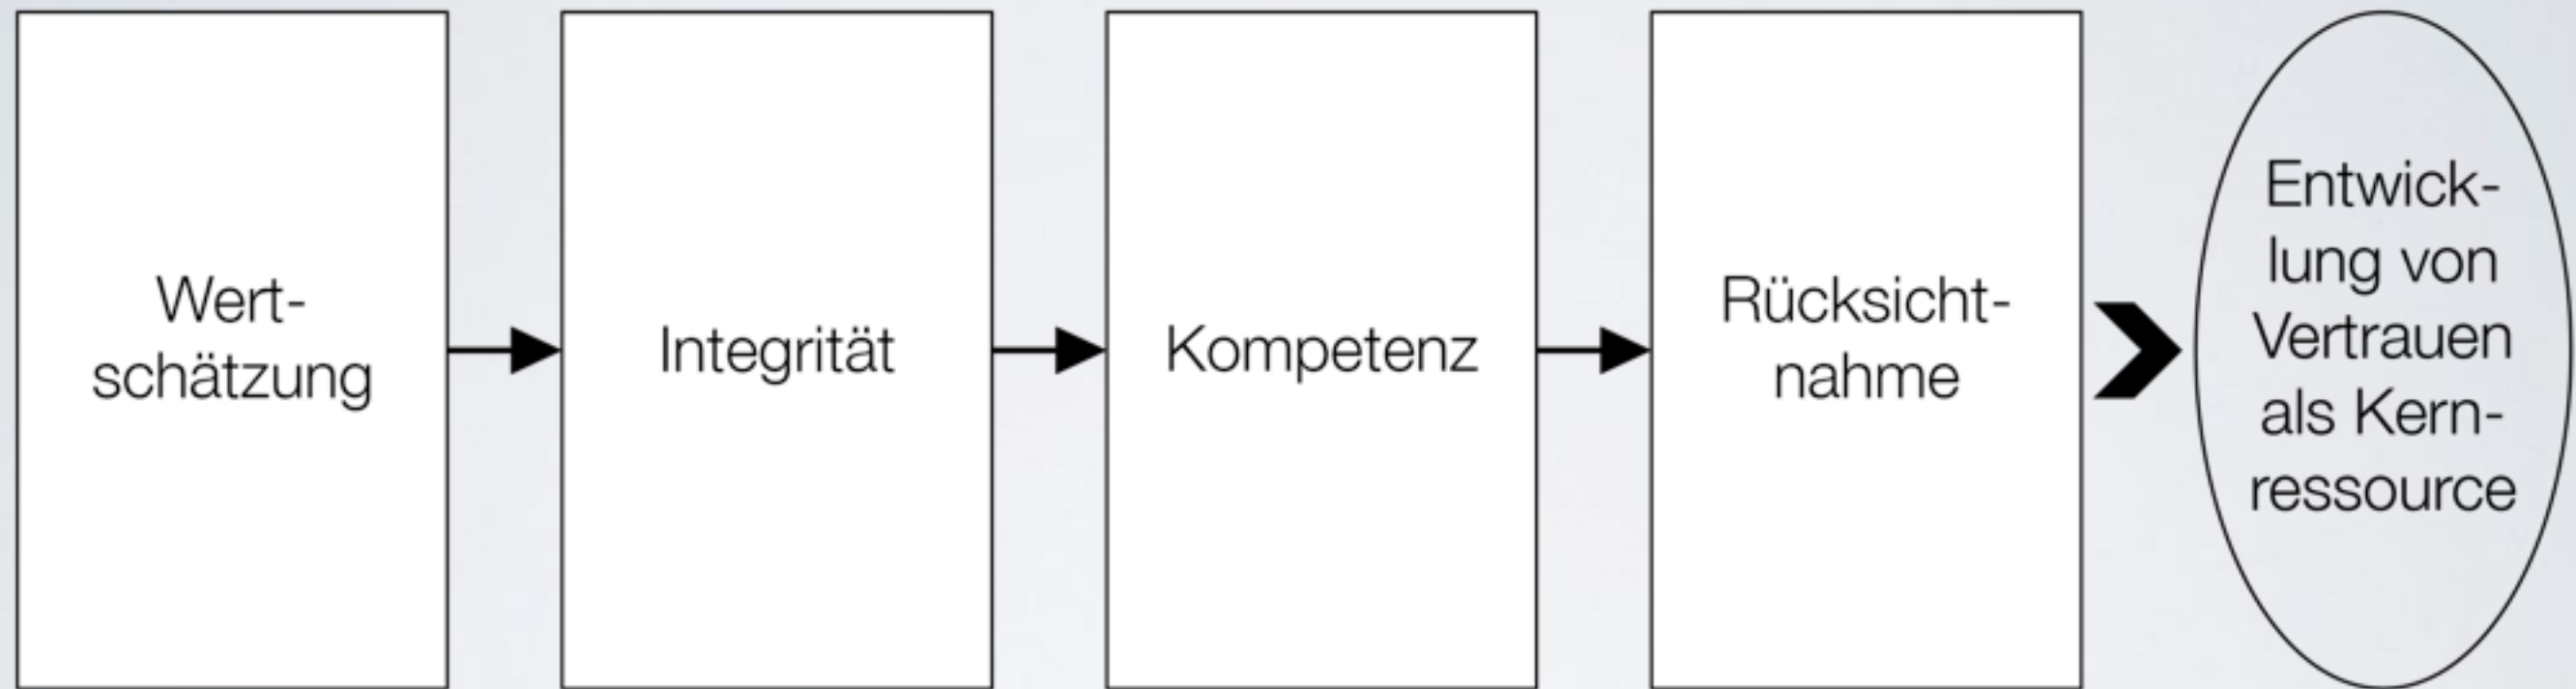 Wert-
schätzung
Integrität
Kompetenz
Rücksicht-
nahme
Entwick-
lung von
Vertrauen
als Kern-
ressource